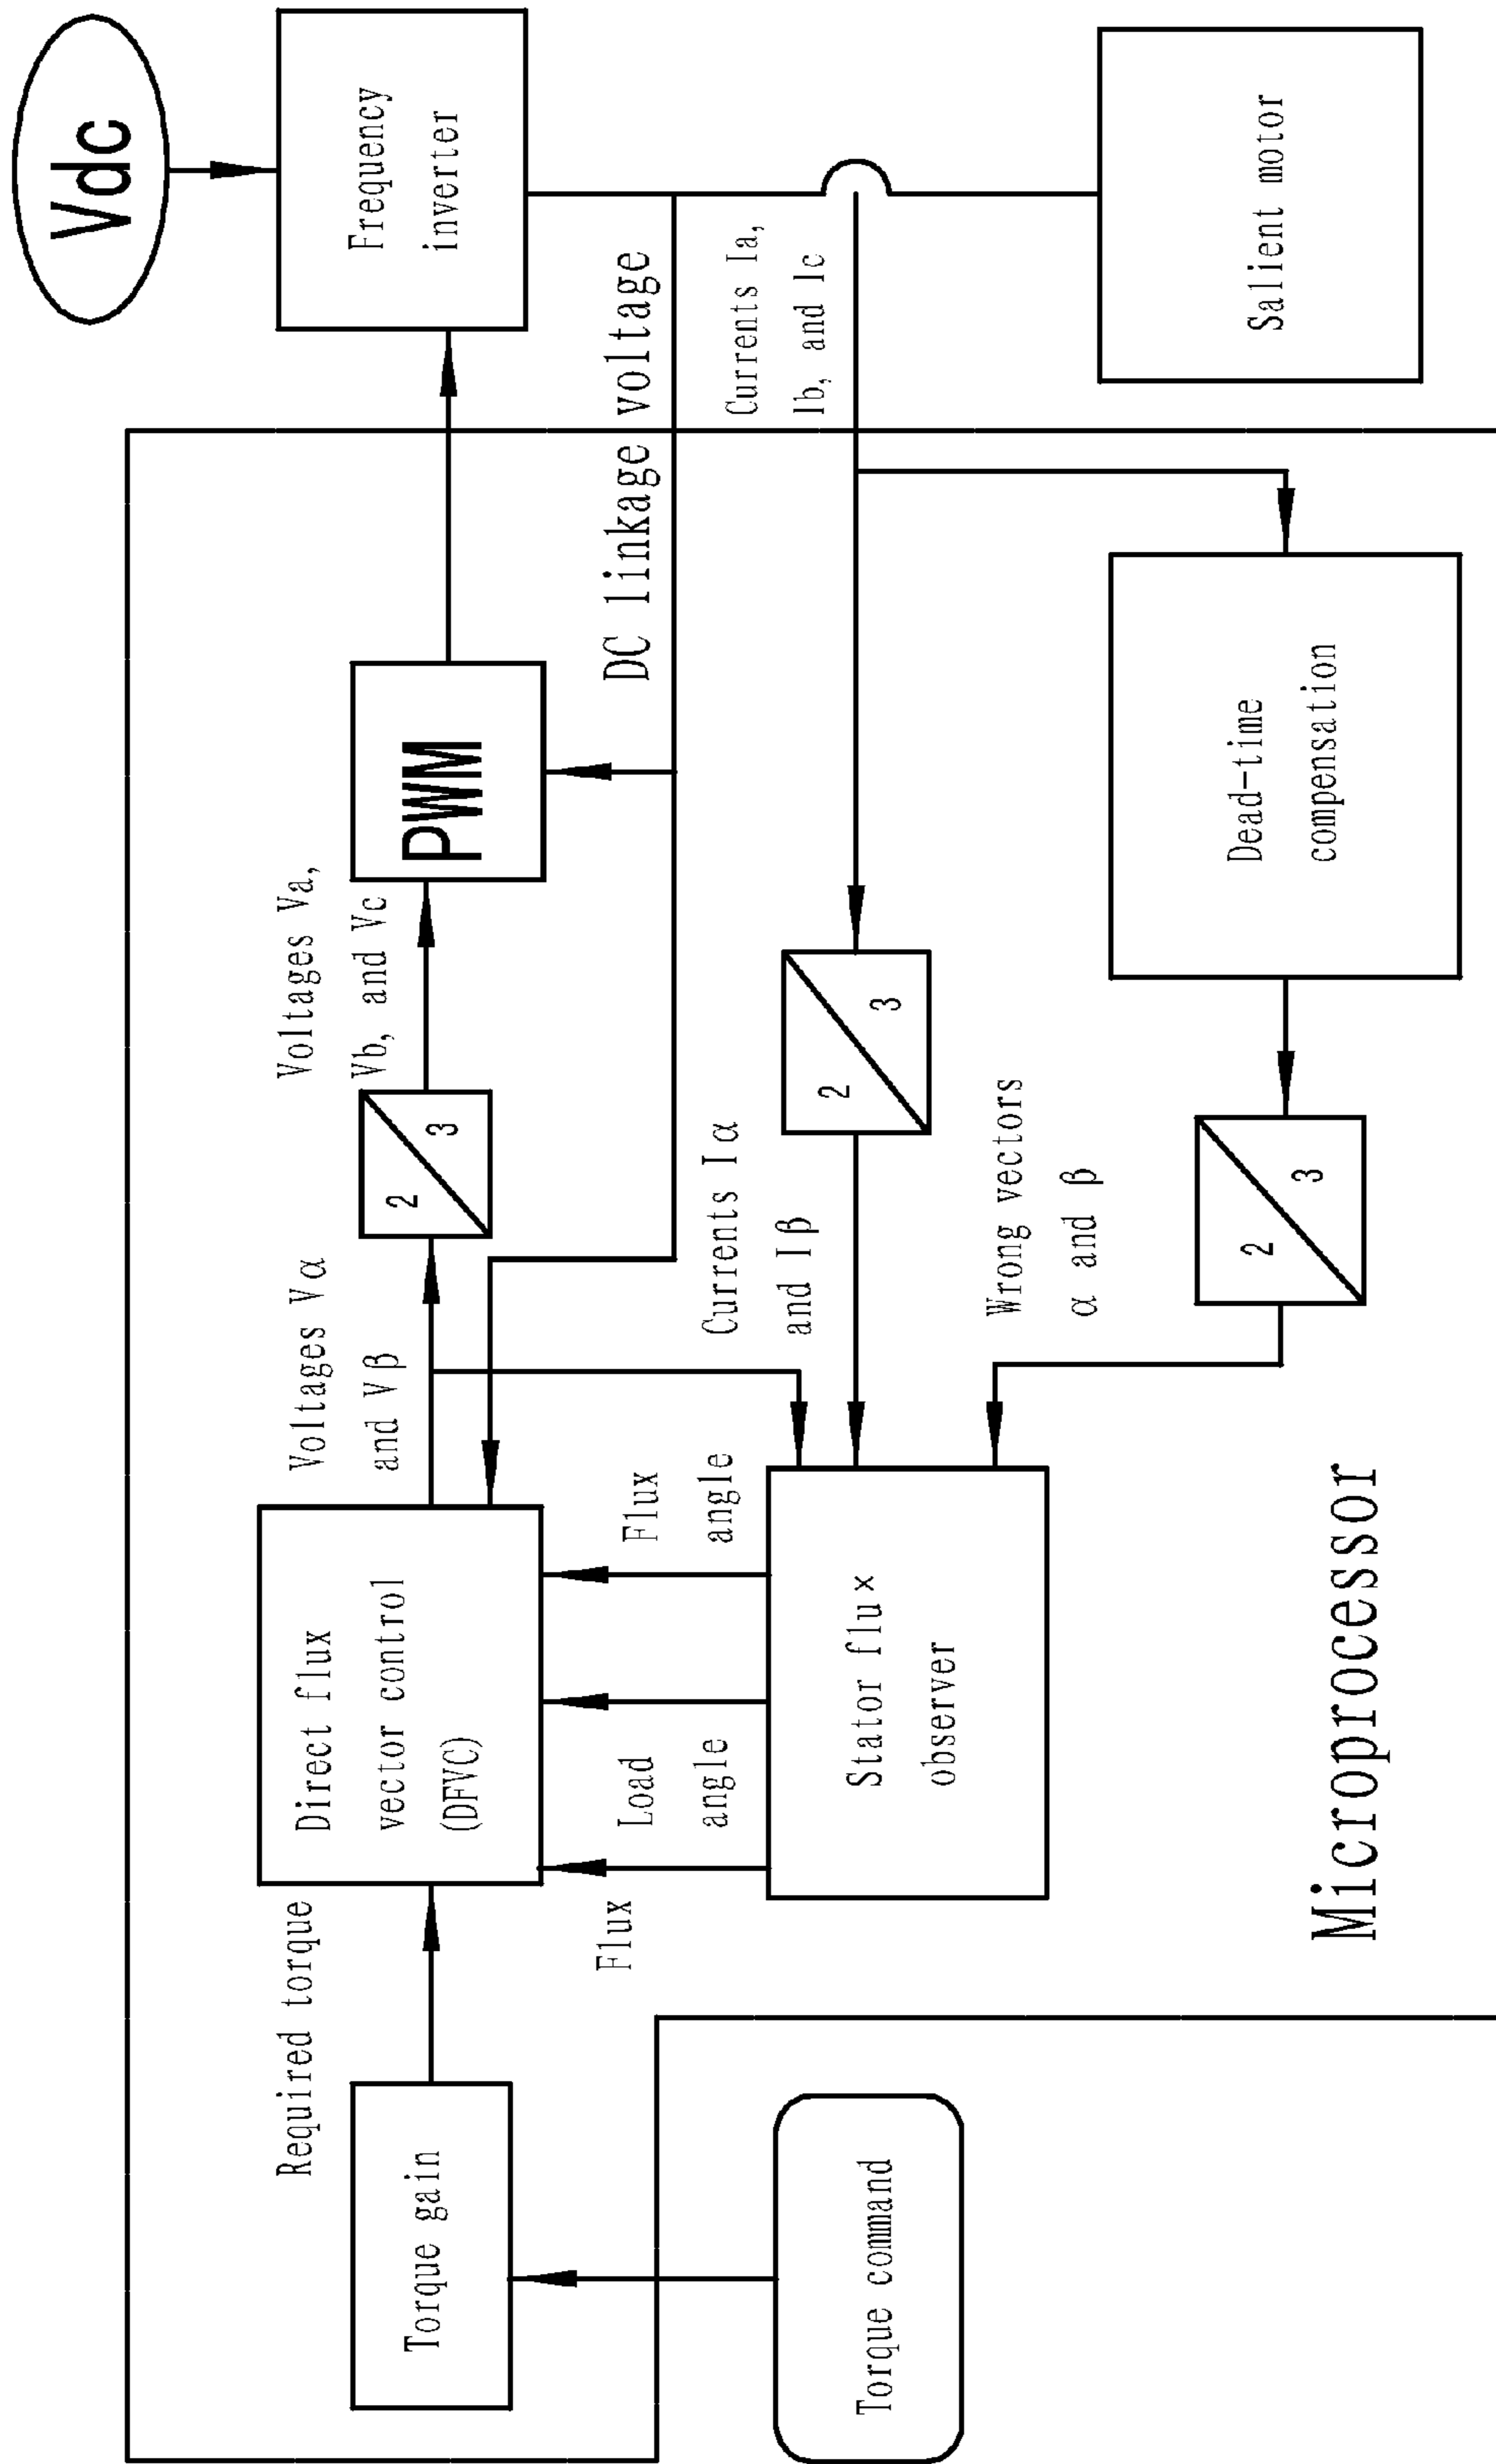 Vdc
Frequency
inverter
Salient motor
DC linkage voltage
Currents Ia,
Ib, and Ic
PWM
Voltages Va,
Vb, and Vc
2
3
Voltages Vα
and Vβ
Direct flux
vector control
(DFVC)
Required torque
Torque gain
Torque command
Flux
Load
angle
Flux
angle
Stator flux
observer
Currents Iα
and Iβ
2
3
Wrong vectors
α and β
2
3
Dead-time
compensation
Microprocessor